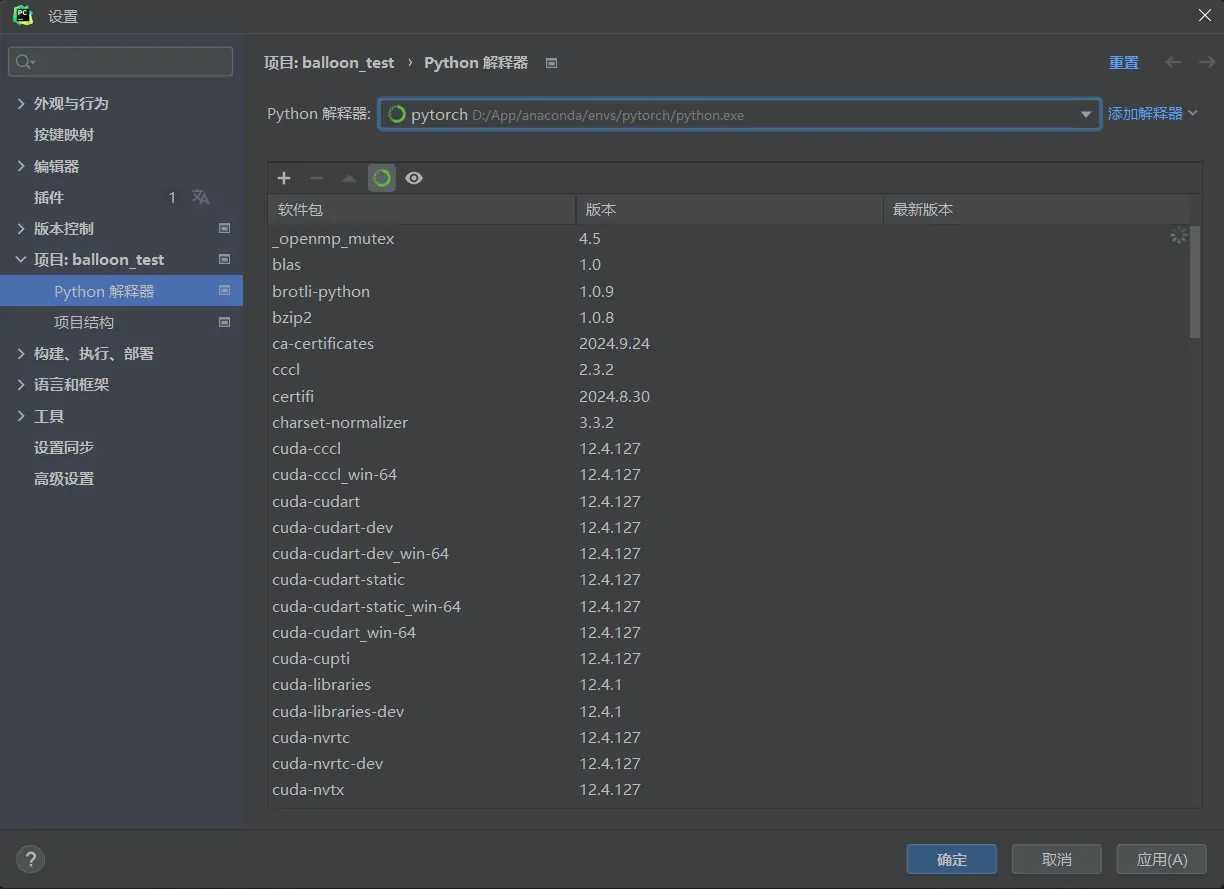 设置
项目: balloon_test › Python 解释器
重置
Python 解释器: pytorch D:/App/anaconda/envs/pytorch/python.exe 添加解释器
外观与行为
按键映射
编辑器
插件 1
版本控制
项目: balloon_test
Python 解释器
项目结构
构建、执行、部署
语言和框架
工具
设置同步
高级设置
软件包 版本 最新版本
_openmp_mutex 4.5
blas 1.0
brotli-python 1.0.9
bzip2 1.0.8
ca-certificates 2024.9.24
cccl 2.3.2
certifi 2024.8.30
charset-normalizer 3.3.2
cuda-cccl 12.4.127
cuda-cccl_win-64 12.4.127
cuda-cudart 12.4.127
cuda-cudart-dev 12.4.127
cuda-cudart-dev_win-64 12.4.127
cuda-cudart-static 12.4.127
cuda-cudart-static_win-64 12.4.127
cuda-cudart_win-64 12.4.127
cuda-cupti 12.4.127
cuda-libraries 12.4.1
cuda-libraries-dev 12.4.1
cuda-nvrtc 12.4.127
cuda-nvrtc-dev 12.4.127
cuda-nvtx 12.4.127
? 确定 取消 应用(A)